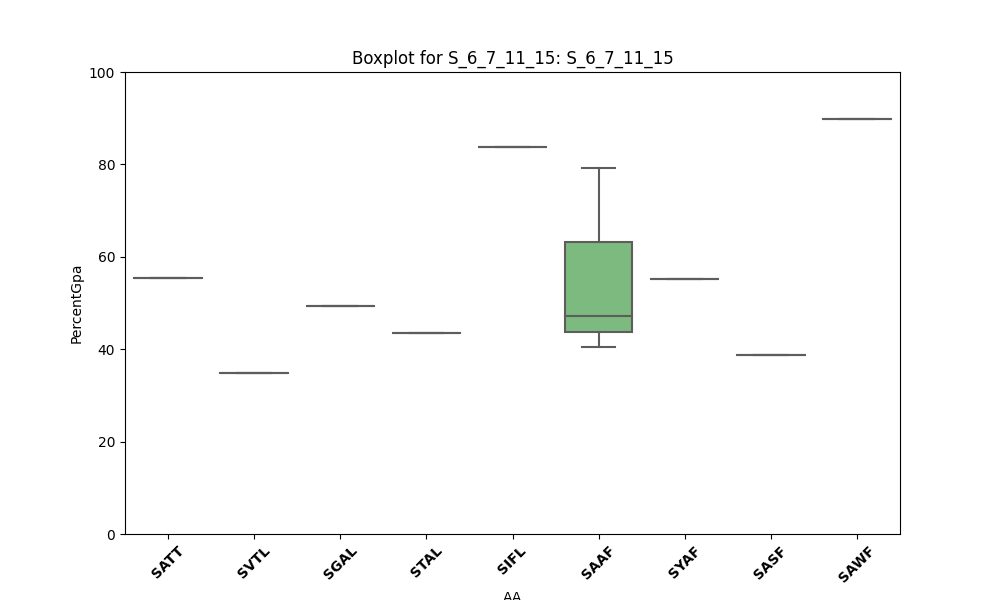 Boxplot for S_6_7_11_15: S_6_7_11_15
PercentGpa
100
80
60
40
20
0
SATT SVTL SGAL STAL SIFL SAAF SYAF SASF SAWF
AA